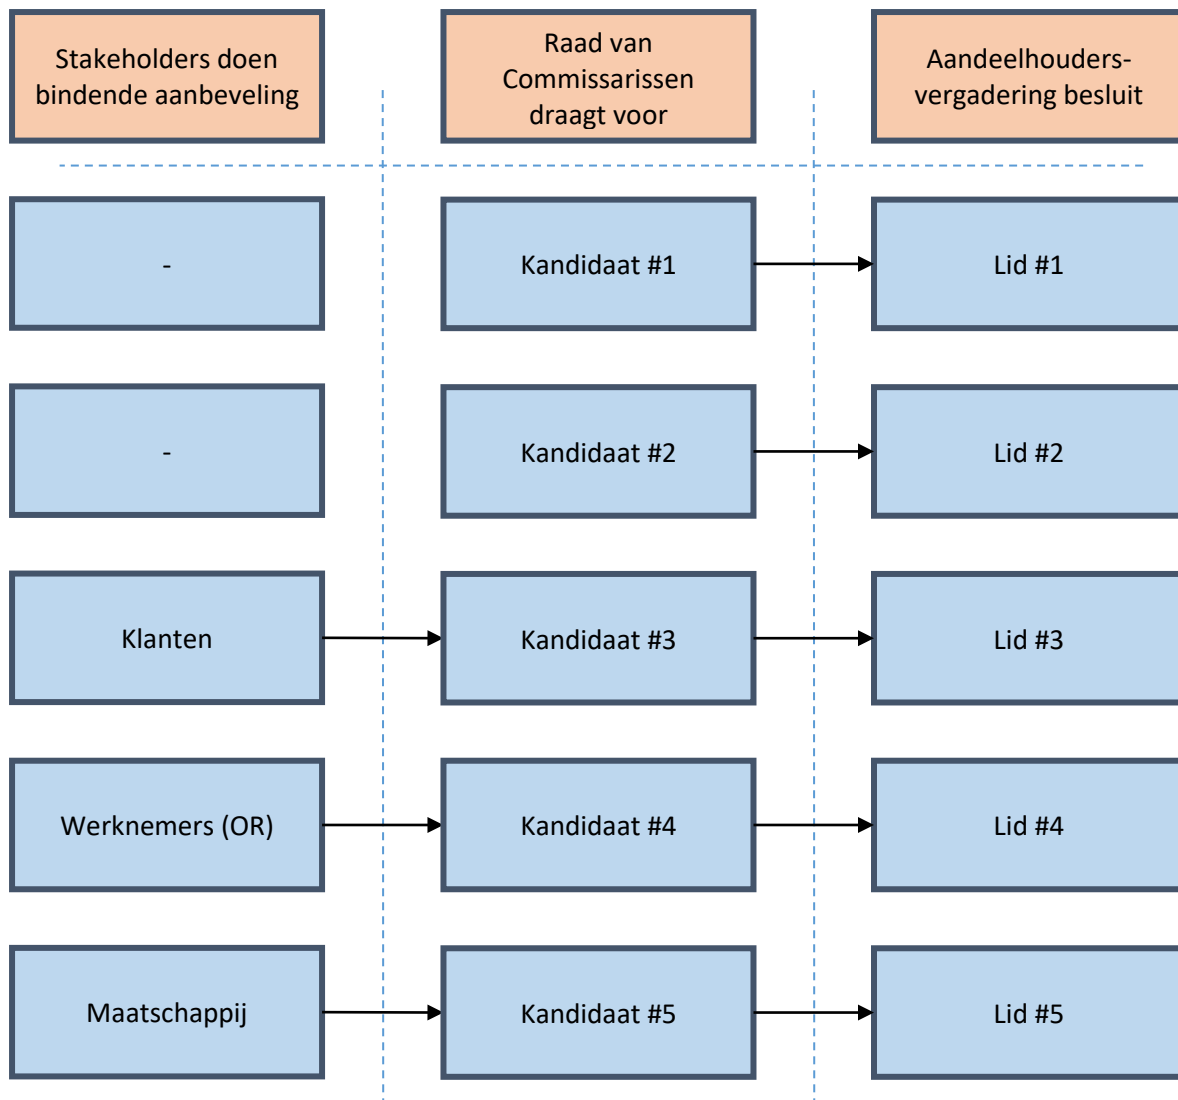 Stakeholders doen
bindende aanbeveling
Raad van
Commissarissen
draagt voor
Aandeelhouders-
vergadering besluit
-
Kandidaat #1
Lid #1
-
Kandidaat #2
Lid #2
Klanten
Kandidaat #3
Lid #3
Werknemers (OR)
Kandidaat #4
Lid #4
Maatschappij
Kandidaat #5
Lid #5